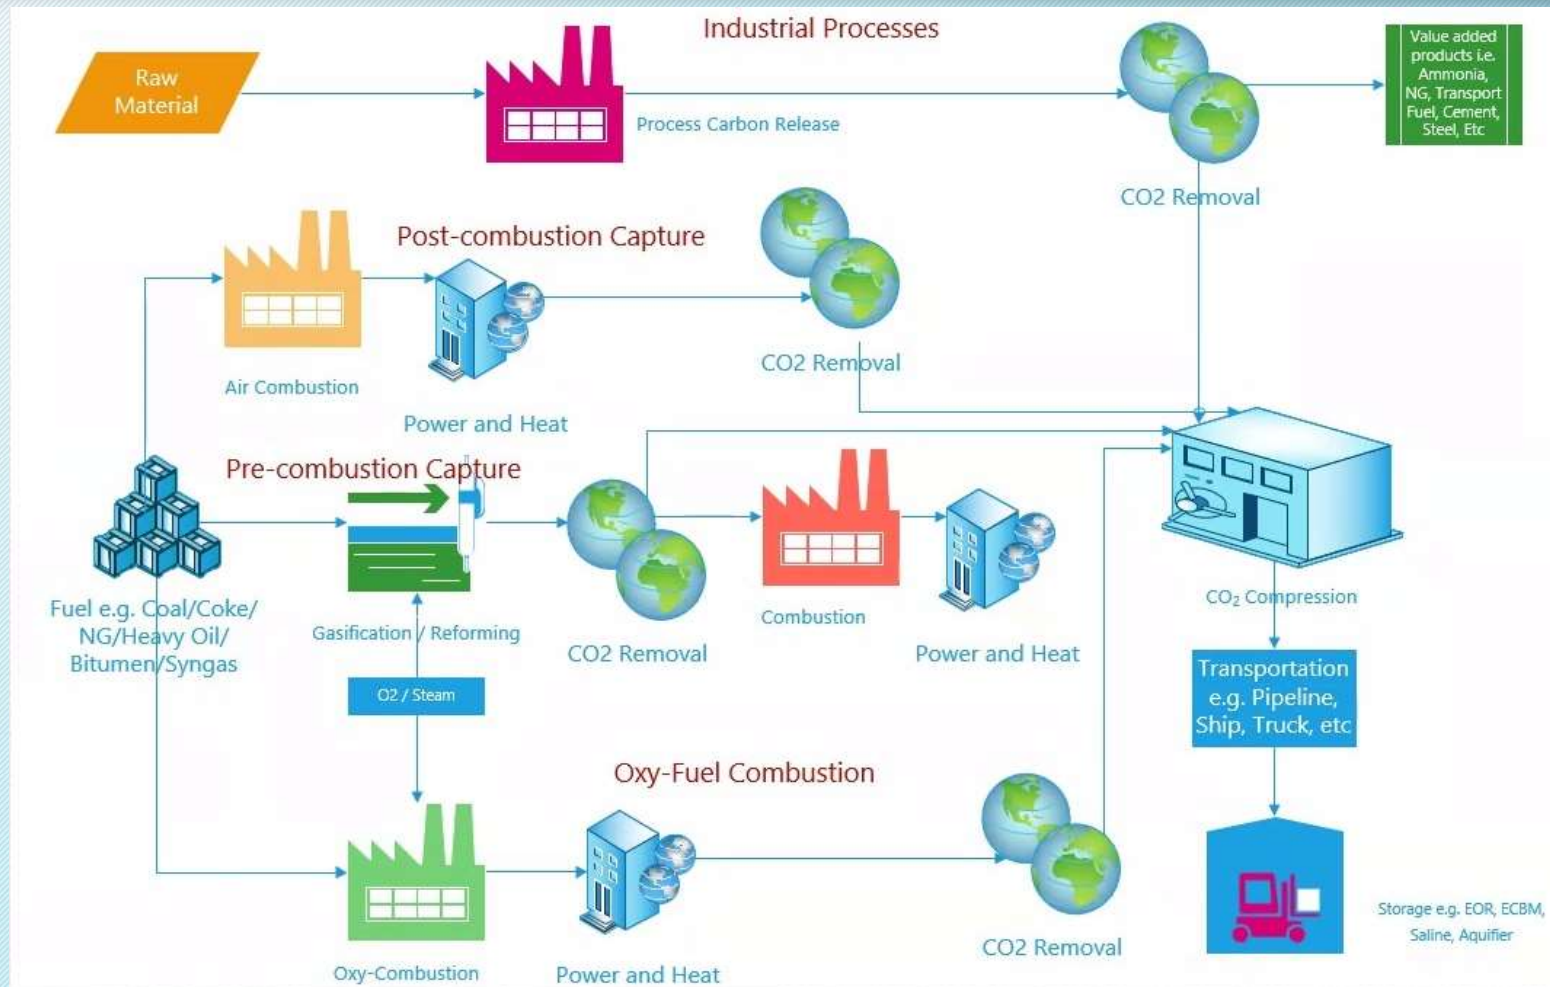 Industrial Processes
Raw
Material
Process Carbon Release
CO2 Removal
Value added
products i.e.
Ammonia,
NG, Transport
Fuel, Cement,
Steel, Etc
Post-combustion Capture
Air Combustion
Power and Heat
CO2 Removal
Pre-combustion Capture
Fuel e.g. Coal/Coke/
NG/Heavy Oil/
Bitumen/Syngas
Gasification / Reforming
CO2 Removal
Combustion
Power and Heat
CO₂ Compression
O2 / Steam
Transportation
e.g. Pipeline,
Ship, Truck, etc
Oxy-Fuel Combustion
Oxy-Combustion
Power and Heat
CO2 Removal
Storage e.g. EOR, ECBM,
Saline, Aquifier